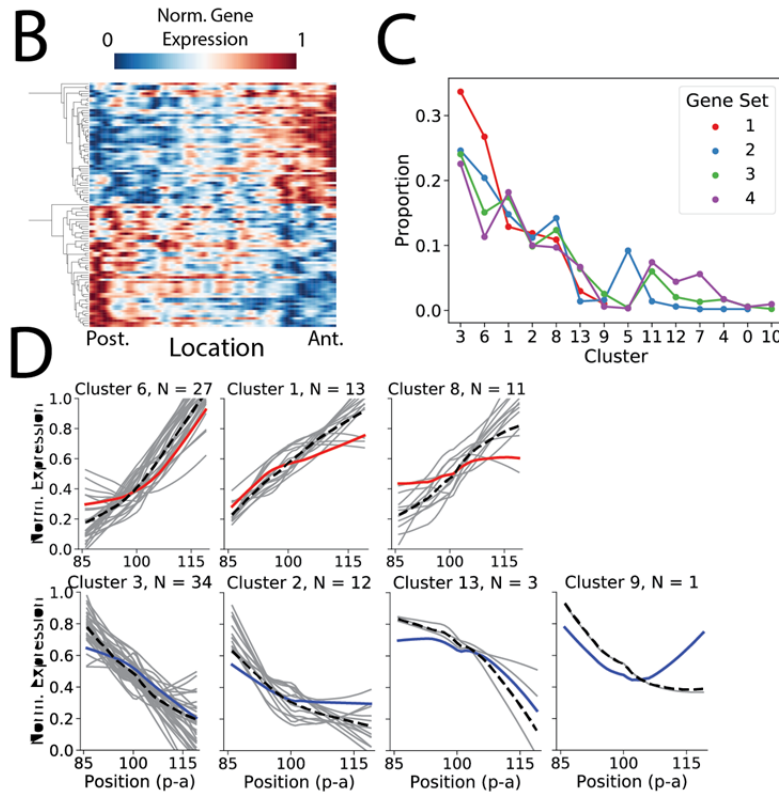 B
Norm. Gene
Expression
0 1
Post. Location Ant.
C
Gene Set
1
2
3
4
Proportion
0.3
0.2
0.1
0.0
3 6 1 2 8 13 9 5 11 12 7 4 0 10
Cluster
D
Cluster 6, N = 27 Cluster 1, N = 13 Cluster 8, N = 11
Norm. Expression
1.0
0.8
0.6
0.4
0.2
0.0
85 100 115 85 100 115 85 100 115
Cluster 3, N = 34 Cluster 2, N = 12 Cluster 13, N = 3 Cluster 9, N = 1
Norm. Expression
1.0
0.8
0.6
0.4
0.2
0.0
85 100 115 85 100 115 85 100 115 85 100 115
Position (p-a) Position (p-a) Position (p-a) Position (p-a)